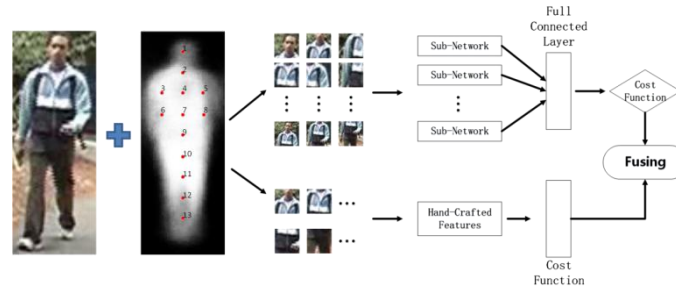 1
2
3 4 5
6 7 8
9
10
11
12
13
Sub-Network
Sub-Network
Sub-Network
Full
Connected
Layer
Cost
Function
Fusing
Hand-Crafted
Features
Cost
Function